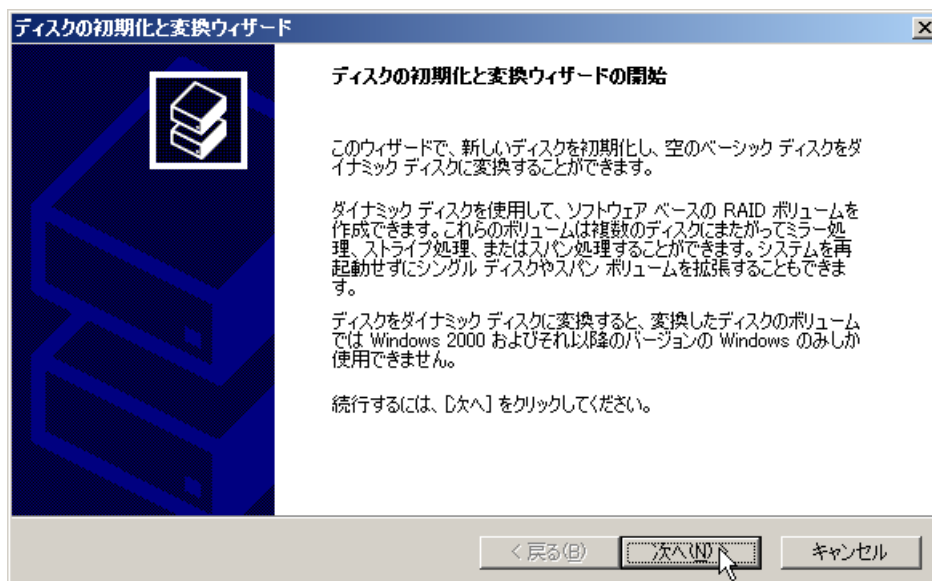 ディスクの初期化と変換ウィザード
ディスクの初期化と変換ウィザードの開始
このウィザードで、新しいディスクを初期化し、空のベーシック ディスクをダ
イナミック ディスクに変換することができます。
ダイナミック ディスクを使用して、ソフトウェア ベースの RAID ボリュームを
作成できます。これらのボリュームは複数のディスクにまたがってミラー処
理、ストライプ処理、またはスパン処理することができます。システムを再
起動せずにシングル ディスクやスパン ボリュームを拡張することもできま
す。
ディスクをダイナミック ディスクに変換すると、変換したディスクのボリューム
では Windows 2000 およびそれ以降のバージョンの Windows のみしか
使用できません。
続行するには、[次へ] をクリックしてください。
< 戻る(B)
次へ(N) >
キャンセル